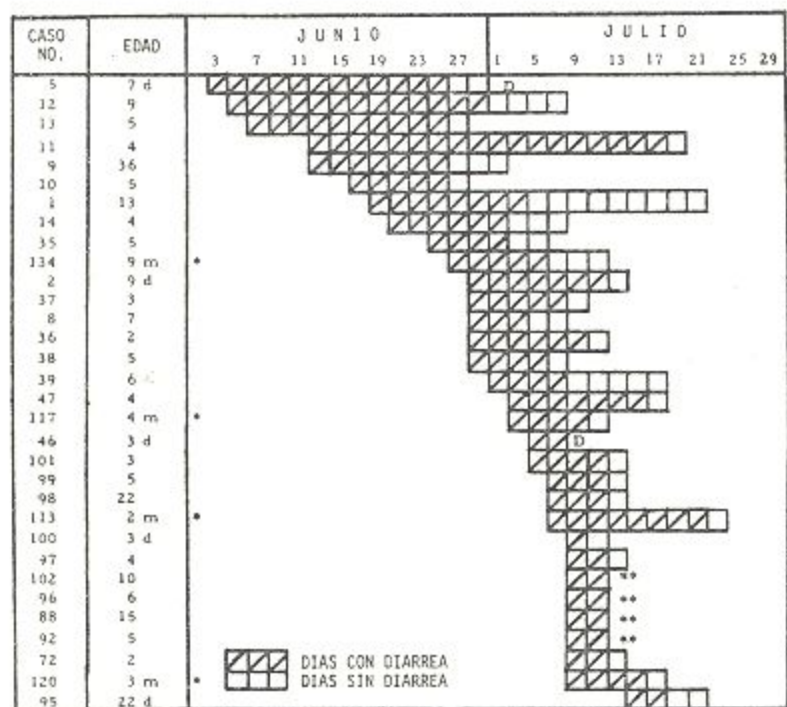 CASO NO. EDAD JUNIO JULIO
3 7 11 15 19 23 27 1 5 9 13 17 21 25 29
5 7 d D
12 9
13 5
11 4
9 36
10 5
1 13
14 4
35 5
134 9 m *
2 9 d
37 3
8 7
36 2
38 5
39 6
47 4
117 4 m *
46 3 d D
101 3
99 5
98 22
113 2 m *
100 3 d
97 4
102 10 **
96 6 **
88 15 **
92 5 **
72 2
120 3 m *
95 22 d
DIAS CON DIARREA
DIAS SIN DIARREA